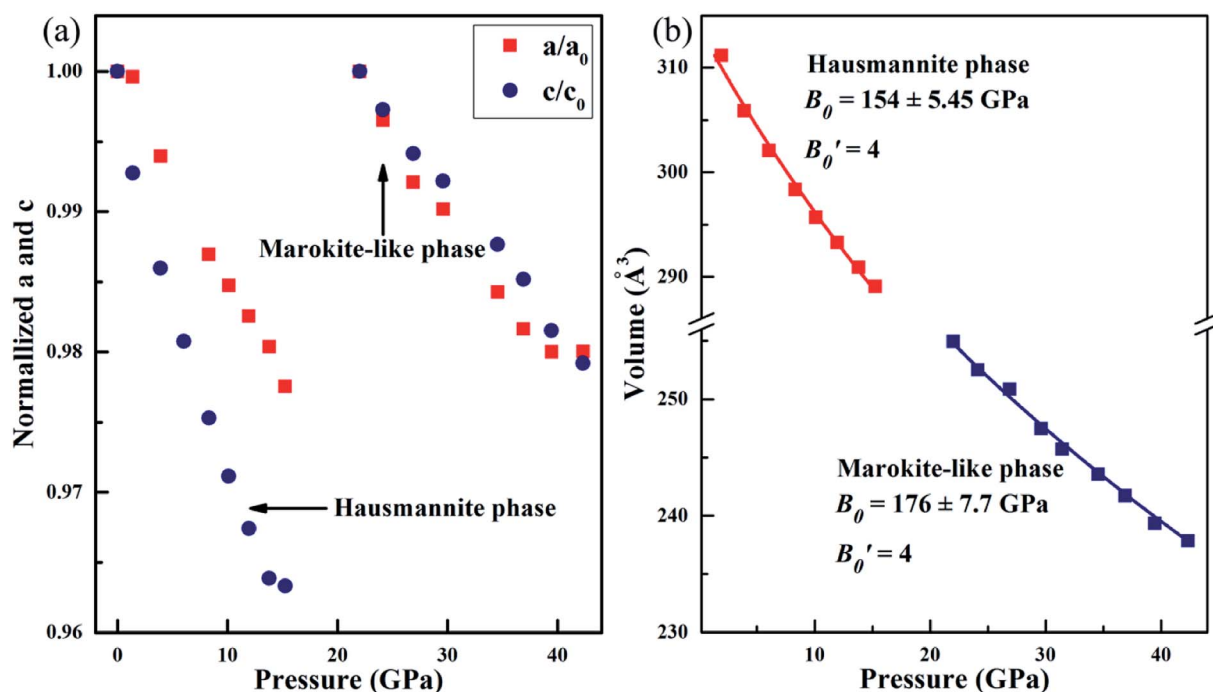 (a)
a/a0
c/c0
1.00
0.99
0.98
0.97
0.96
Normallized a and c
Marokite-like phase
Hausmannite phase
0
10
20
30
40
Pressure (GPa)
(b)
310
300
290
250
240
230
Volume (Å3)
Hausmannite phase
B0 = 154 ± 5.45 GPa
B0' = 4
Marokite-like phase
B0 = 176 ± 7.7 GPa
B0' = 4
10
20
30
40
Pressure (GPa)